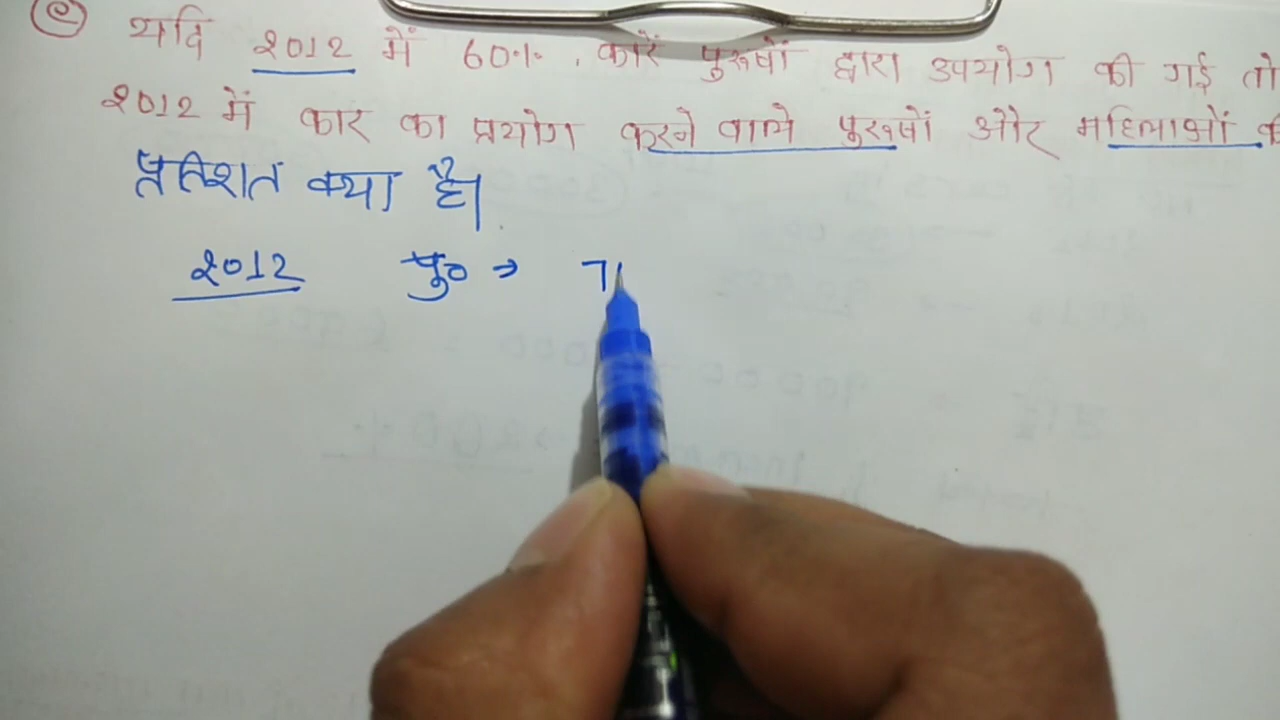 (e) यदि 2012 में 60% कारें पुरूषों द्वारा उपयोग की गई तो
2012 में कार का प्रयोग करने वाले पुरूषों और महिलाओं
प्रतिशत क्या है।
2012 पु० → 7